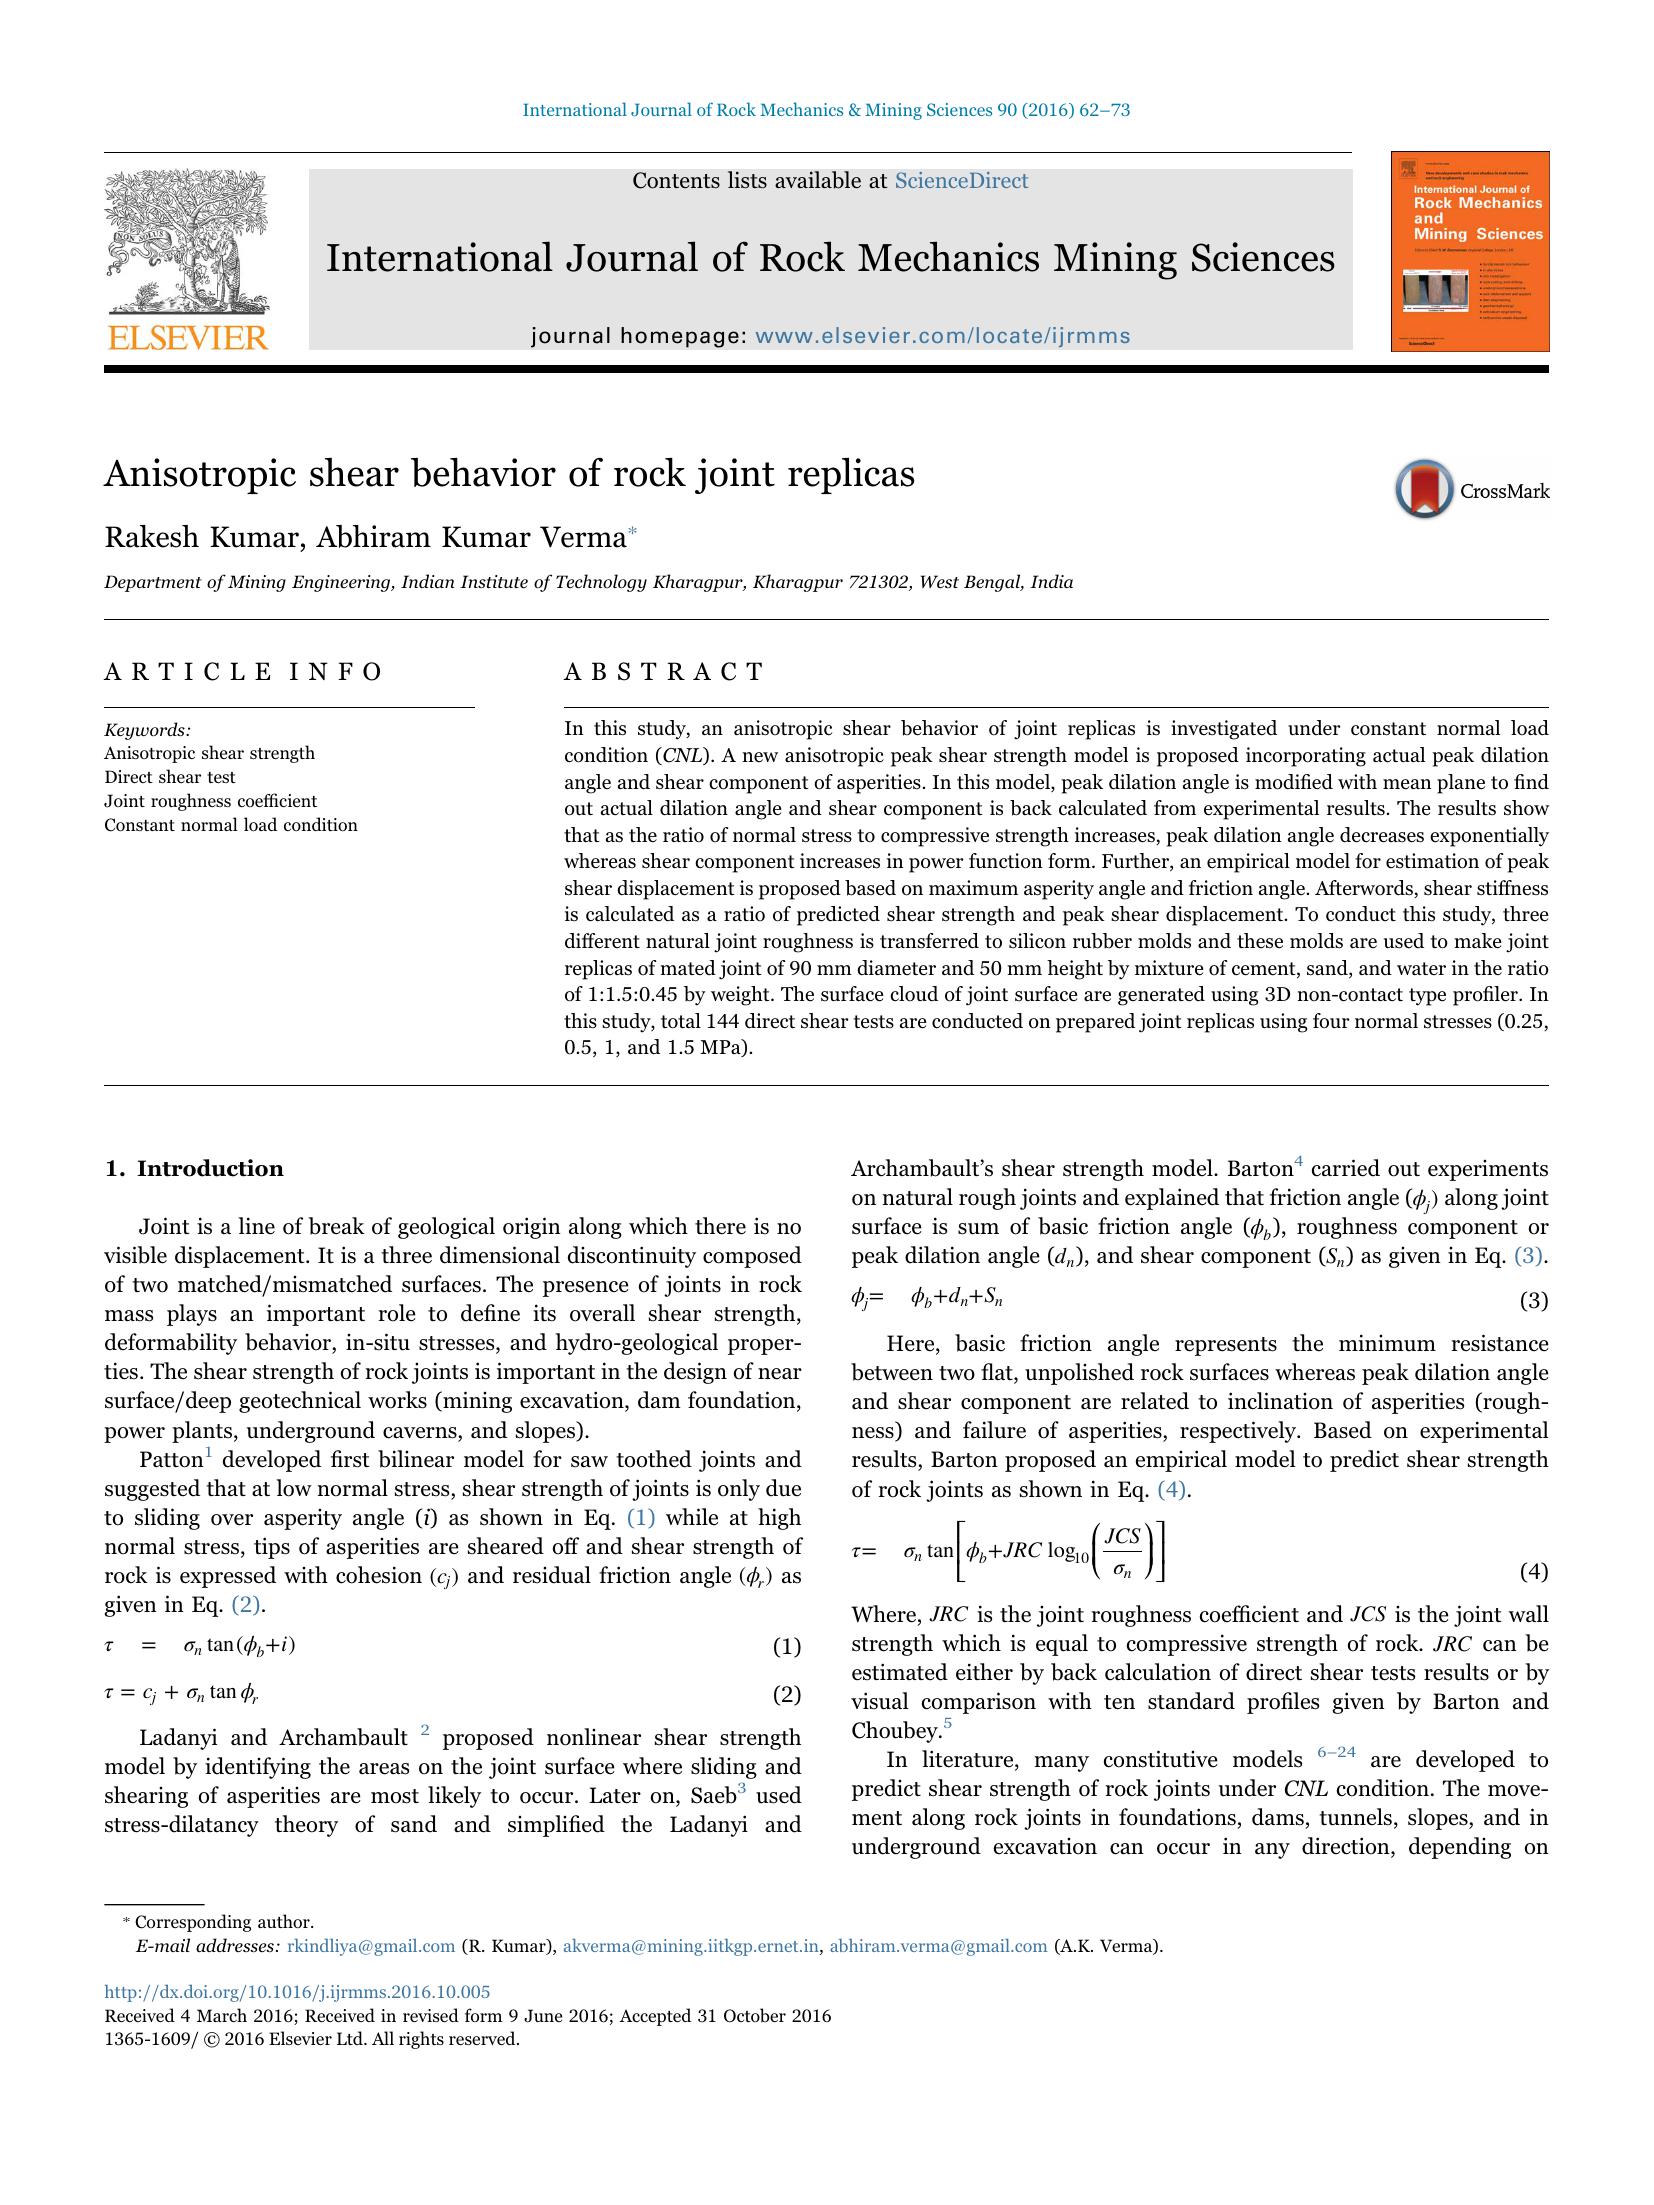 International Journal of Rock Mechanics & Mining Sciences 90 (2016) 62–73
Contents lists available at ScienceDirect
International Journal of Rock Mechanics Mining Sciences
journal homepage: www.elsevier.com/locate/ijrmms
NON SOLUS
ELSEVIER
International Journal of
Rock Mechanics
and
Mining Sciences
Anisotropic shear behavior of rock joint replicas
CrossMark
Rakesh Kumar, Abhiram Kumar Verma*
Department of Mining Engineering, Indian Institute of Technology Kharagpur, Kharagpur 721302, West Bengal, India
ARTICLE INFO
Keywords:
Anisotropic shear strength
Direct shear test
Joint roughness coefficient
Constant normal load condition
ABSTRACT
In this study, an anisotropic shear behavior of joint replicas is investigated under constant normal load
condition (CNL). A new anisotropic peak shear strength model is proposed incorporating actual peak dilation
angle and shear component of asperities. In this model, peak dilation angle is modified with mean plane to find
out actual dilation angle and shear component is back calculated from experimental results. The results show
that as the ratio of normal stress to compressive strength increases, peak dilation angle decreases exponentially
whereas shear component increases in power function form. Further, an empirical model for estimation of peak
shear displacement is proposed based on maximum asperity angle and friction angle. Afterwords, shear stiffness
is calculated as a ratio of predicted shear strength and peak shear displacement. To conduct this study, three
different natural joint roughness is transferred to silicon rubber molds and these molds are used to make joint
replicas of mated joint of 90 mm diameter and 50 mm height by mixture of cement, sand, and water in the ratio
of 1:1.5:0.45 by weight. The surface cloud of joint surface are generated using 3D non-contact type profiler. In
this study, total 144 direct shear tests are conducted on prepared joint replicas using four normal stresses (0.25,
0.5, 1, and 1.5 MPa).
1. Introduction
Joint is a line of break of geological origin along which there is no
visible displacement. It is a three dimensional discontinuity composed
of two matched/mismatched surfaces. The presence of joints in rock
mass plays an important role to define its overall shear strength,
deformability behavior, in-situ stresses, and hydro-geological proper-
ties. The shear strength of rock joints is important in the design of near
surface/deep geotechnical works (mining excavation, dam foundation,
power plants, underground caverns, and slopes).
Patton1 developed first bilinear model for saw toothed joints and
suggested that at low normal stress, shear strength of joints is only due
to sliding over asperity angle (i) as shown in Eq. (1) while at high
normal stress, tips of asperities are sheared off and shear strength of
rock is expressed with cohesion (cj) and residual friction angle (ϕr) as
given in Eq. (2).
τ = σn tan(ϕb+i) (1)
τ = cj + σn tan ϕr (2)
Ladanyi and Archambault 2 proposed nonlinear shear strength
model by identifying the areas on the joint surface where sliding and
shearing of asperities are most likely to occur. Later on, Saeb3 used
stress-dilatancy theory of sand and simplified the Ladanyi and
Archambault's shear strength model. Barton4 carried out experiments
on natural rough joints and explained that friction angle (ϕj) along joint
surface is sum of basic friction angle (ϕb), roughness component or
peak dilation angle (dn), and shear component (Sn) as given in Eq. (3).
ϕj= ϕb+dn+Sn (3)
Here, basic friction angle represents the minimum resistance
between two flat, unpolished rock surfaces whereas peak dilation angle
and shear component are related to inclination of asperities (rough-
ness) and failure of asperities, respectively. Based on experimental
results, Barton proposed an empirical model to predict shear strength
of rock joints as shown in Eq. (4).
τ= σn tan[ϕb+JRC log10(JCS/σn)] (4)
Where, JRC is the joint roughness coefficient and JCS is the joint wall
strength which is equal to compressive strength of rock. JRC can be
estimated either by back calculation of direct shear tests results or by
visual comparison with ten standard profiles given by Barton and
Choubey.5
In literature, many constitutive models 6–24 are developed to
predict shear strength of rock joints under CNL condition. The move-
ment along rock joints in foundations, dams, tunnels, slopes, and in
underground excavation can occur in any direction, depending on
* Corresponding author.
E-mail addresses: rkindliya@gmail.com (R. Kumar), akverma@mining.iitkgp.ernet.in, abhiram.verma@gmail.com (A.K. Verma).
http://dx.doi.org/10.1016/j.ijrmms.2016.10.005
Received 4 March 2016; Received in revised form 9 June 2016; Accepted 31 October 2016
1365-1609/ © 2016 Elsevier Ltd. All rights reserved.